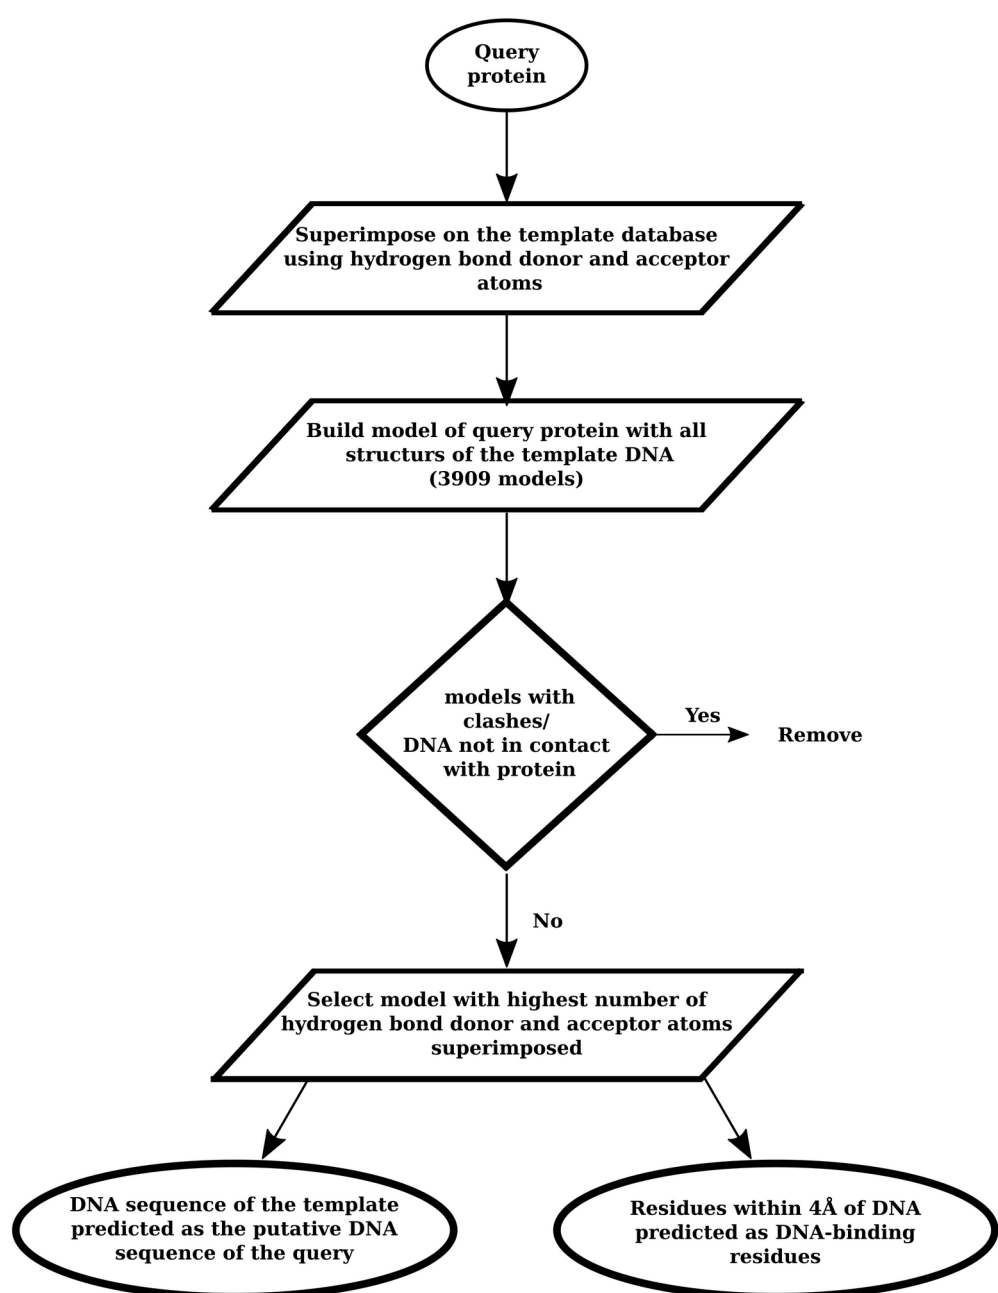 Query
protein
Superimpose on the template database
using hydrogen bond donor and acceptor
atoms
Build model of query protein with all
structurs of the template DNA
(3909 models)
models with
clashes/
DNA not in contact
with protein
Yes
Remove
No
Select model with highest number of
hydrogen bond donor and acceptor atoms
superimposed
DNA sequence of the template
predicted as the putative DNA
sequence of the query
Residues within 4Å of DNA
predicted as DNA-binding
residues